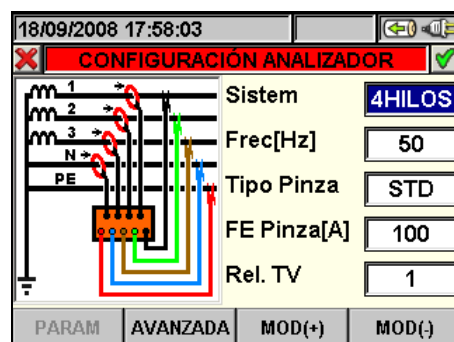 18/09/2008 17:58:03
CONFIGURACIÓN ANALIZADOR
1
2
3
N
PE
Sistem 4HILOS
Frec[Hz] 50
Tipo Pinza STD
FE Pinza[A] 100
Rel. TV 1
PARAM AVANZADA MOD(+) MOD(-)